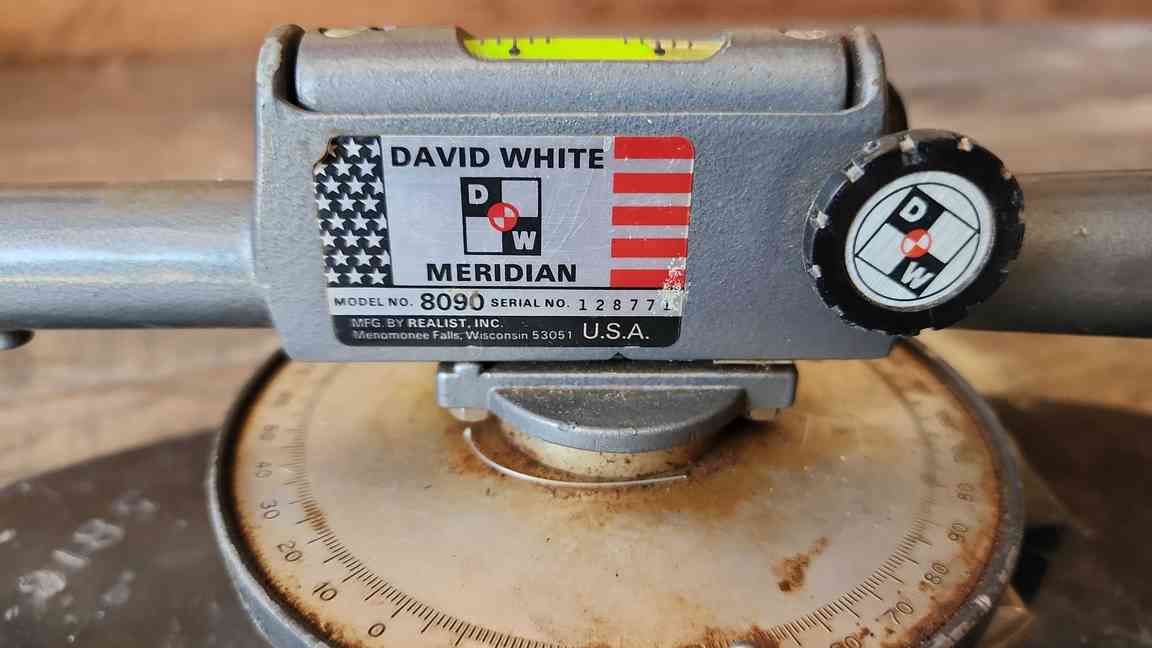 DAVID WHITE
D
W
MERIDIAN
MODEL NO. 8090 SERIAL NO. 128771
MFG. BY REALIST, INC.
Menomonee Falls, Wisconsin 53051 U.S.A.
D
W
40
30
20
10
0
80
90
80
70